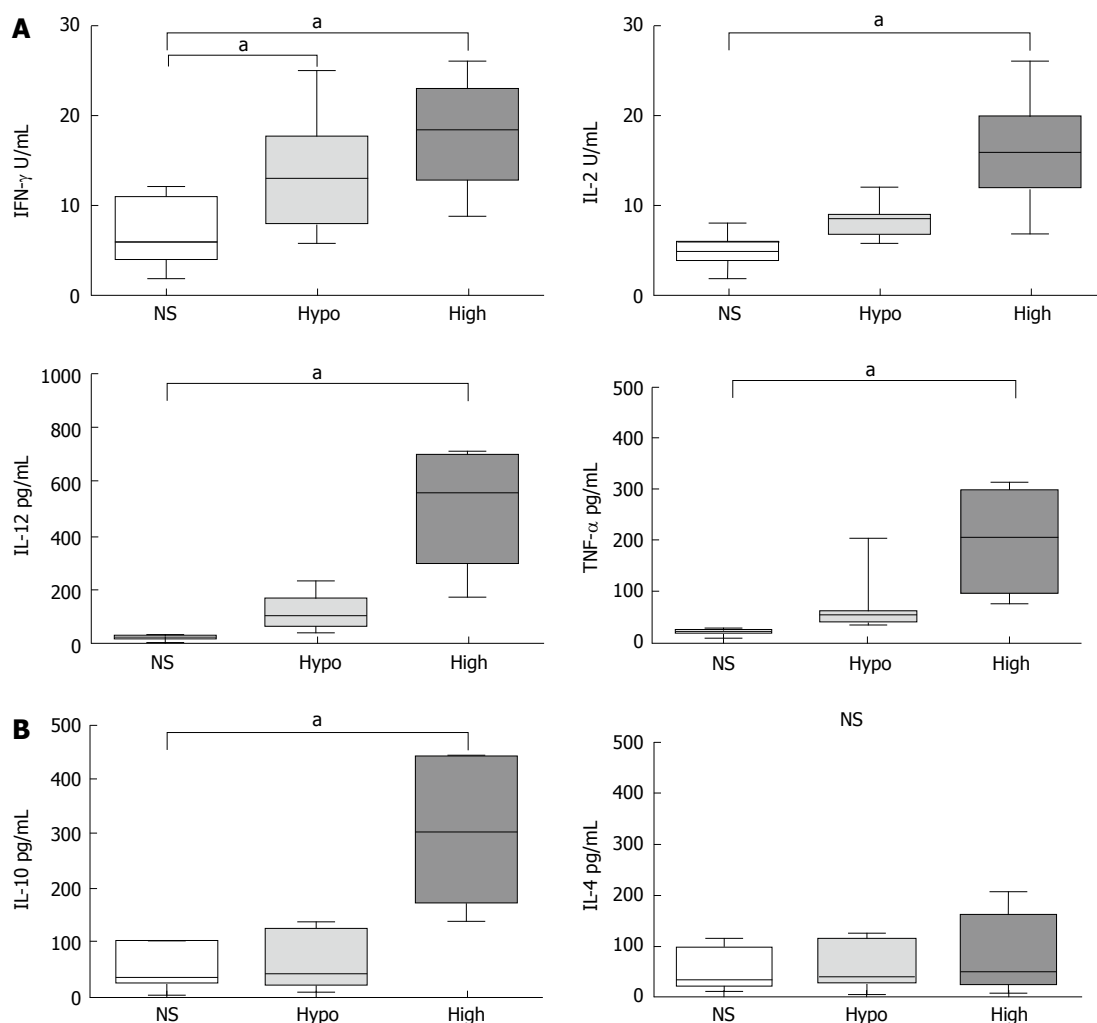 A
IFN-γ U/mL
30
20
10
0
a
a
NS Hypo High
IL-2 U/mL
30
20
10
0
a
NS Hypo High
IL-12 pg/mL
1000
800
600
400
200
0
a
NS Hypo High
TNF-α pg/mL
500
400
300
200
100
0
a
NS Hypo High
B
IL-10 pg/mL
500
400
300
200
100
0
a
NS Hypo High
NS
IL-4 pg/mL
500
400
300
200
100
0
NS Hypo High